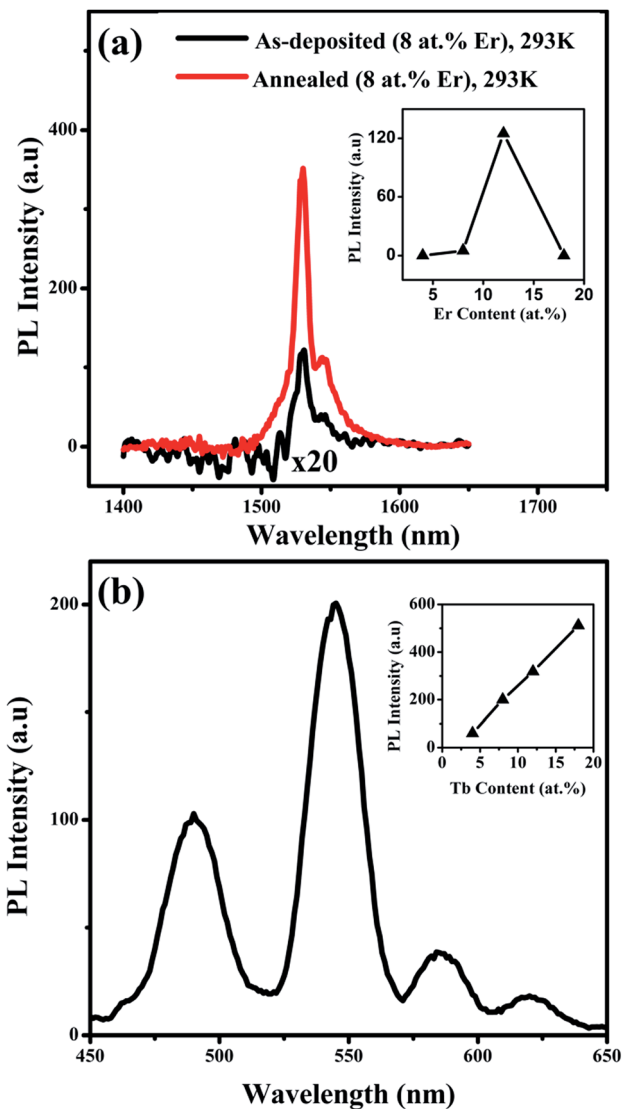 (a)
As-deposited (8 at.% Er), 293K
Annealed (8 at.% Er), 293K
PL Intensity (a.u)
400
200
0
x20
1400 1500 1600 1700
Wavelength (nm)
PL Intensity (a.u)
120
60
0
5 10 15 20
Er Content (at.%)
(b)
PL Intensity (a.u)
200
100
0
450 500 550 600 650
Wavelength (nm)
PL Intensity (a.u)
600
400
200
0
0 5 10 15 20
Tb Content (at.%)